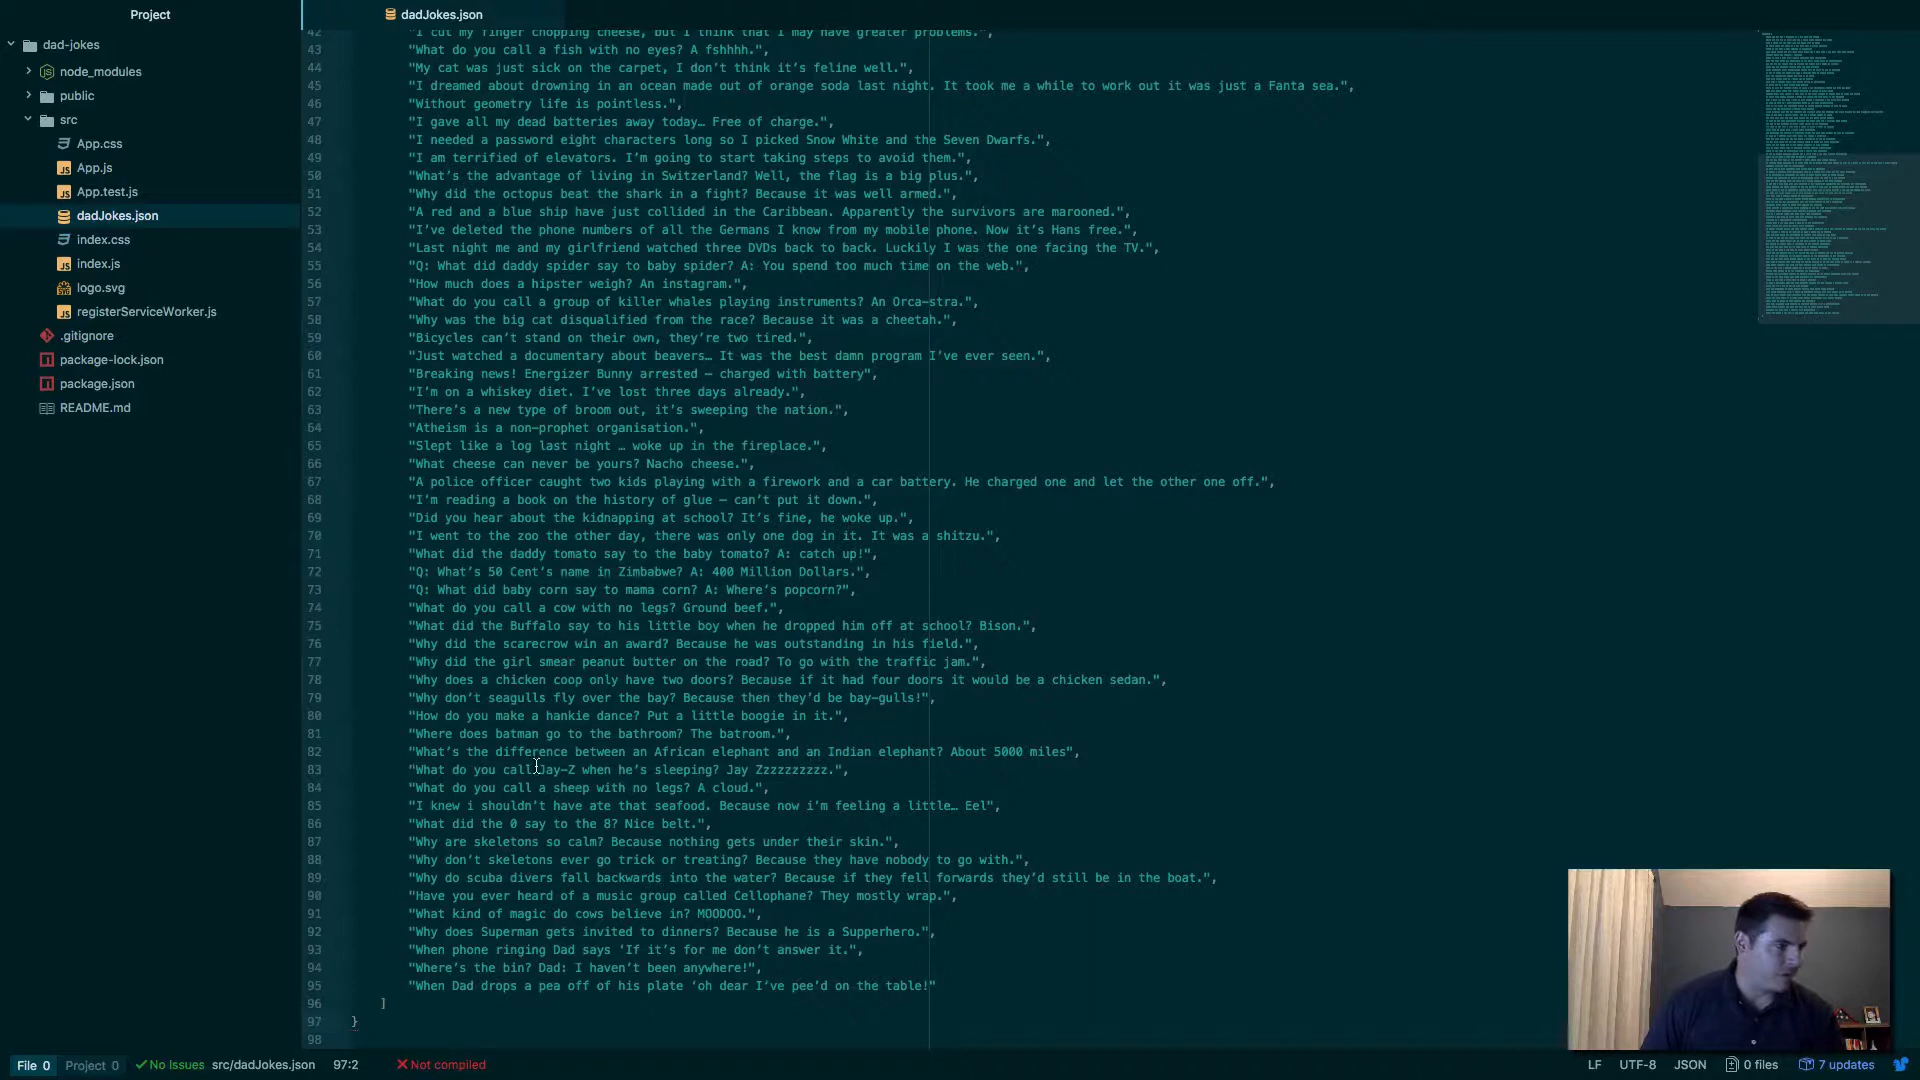 Project
dadJokes.json
dad-jokes
node_modules
public
src
App.css
App.js
App.test.js
dadJokes.json
index.css
index.js
logo.svg
registerServiceWorker.js
.gitignore
package-lock.json
package.json
README.md
42 "I cut my finger chopping cheese, but I think that I may have greater problems.",
43 "What do you call a fish with no eyes? A fshhhh.",
44 "My cat was just sick on the carpet, I don’t think it’s feline well.",
45 "I dreamed about drowning in an ocean made out of orange soda last night. It took me a while to work out it was just a Fanta sea.",
46 "Without geometry life is pointless.",
47 "I gave all my dead batteries away today… Free of charge.",
48 "I needed a password eight characters long so I picked Snow White and the Seven Dwarfs.",
49 "I am terrified of elevators. I’m going to start taking steps to avoid them.",
50 "What’s the advantage of living in Switzerland? Well, the flag is a big plus.",
51 "Why did the octopus beat the shark in a fight? Because it was well armed.",
52 "A red and a blue ship have just collided in the Caribbean. Apparently the survivors are marooned.",
53 "I’ve deleted the phone numbers of all the Germans I know from my mobile phone. Now it’s Hans free.",
54 "Last night me and my girlfriend watched three DVDs back to back. Luckily I was the one facing the TV.",
55 "Q: What did daddy spider say to baby spider? A: You spend too much time on the web.",
56 "How much does a hipster weigh? An instagram.",
57 "What do you call a group of killer whales playing instruments? An Orca-stra.",
58 "Why was the big cat disqualified from the race? Because it was a cheetah.",
59 "Bicycles can’t stand on their own, they’re two tired.",
60 "Just watched a documentary about beavers… It was the best damn program I’ve ever seen.",
61 "Breaking news! Energizer Bunny arrested – charged with battery",
62 "I’m on a whiskey diet. I’ve lost three days already.",
63 "There’s a new type of broom out, it’s sweeping the nation.",
64 "Atheism is a non-prophet organisation.",
65 "Slept like a log last night … woke up in the fireplace.",
66 "What cheese can never be yours? Nacho cheese.",
67 "A police officer caught two kids playing with a firework and a car battery. He charged one and let the other one off.",
68 "I’m reading a book on the history of glue – can’t put it down.",
69 "Did you hear about the kidnapping at school? It’s fine, he woke up.",
70 "I went to the zoo the other day, there was only one dog in it. It was a shitzu.",
71 "What did the daddy tomato say to the baby tomato? A: catch up!",
72 "Q: What’s 50 Cent’s name in Zimbabwe? A: 400 Million Dollars.",
73 "Q: What did baby corn say to mama corn? A: Where’s popcorn?",
74 "What do you call a cow with no legs? Ground beef.",
75 "What did the Buffalo say to his little boy when he dropped him off at school? Bison.",
76 "Why did the scarecrow win an award? Because he was outstanding in his field.",
77 "Why did the girl smear peanut butter on the road? To go with the traffic jam.",
78 "Why does a chicken coop only have two doors? Because if it had four doors it would be a chicken sedan.",
79 "Why don’t seagulls fly over the bay? Because then they’d be bay-gulls!",
80 "How do you make a hankie dance? Put a little boogie in it.",
81 "Where does batman go to the bathroom? The batroom.",
82 "What’s the difference between an African elephant and an Indian elephant? About 5000 miles",
83 "What do you call Jay-Z when he’s sleeping? Jay Zzzzzzzzzz.",
84 "What do you call a sheep with no legs? A cloud.",
85 "I knew i shouldn’t have ate that seafood. Because now i’m feeling a little… Eel",
86 "What did the 0 say to the 8? Nice belt.",
87 "Why are skeletons so calm? Because nothing gets under their skin.",
88 "Why don’t skeletons ever go trick or treating? Because they have nobody to go with.",
89 "Why do scuba divers fall backwards into the water? Because if they fell forwards they’d still be in the boat.",
90 "Have you ever heard of a music group called Cellophane? They mostly wrap.",
91 "What kind of magic do cows believe in? MOODOO.",
92 "Why does Superman gets invited to dinners? Because he is a Supperhero.",
93 "When phone ringing Dad says ‘If it’s for me don’t answer it.",
94 "Where’s the bin? Dad: I haven’t been anywhere!",
95 "When Dad drops a pea off of his plate ‘oh dear I’ve pee’d on the table!"
96 ]
97 }
98
File 0 Project 0 No Issues src/dadJokes.json 97:2 Not compiled LF UTF-8 JSON 0 files 7 updates